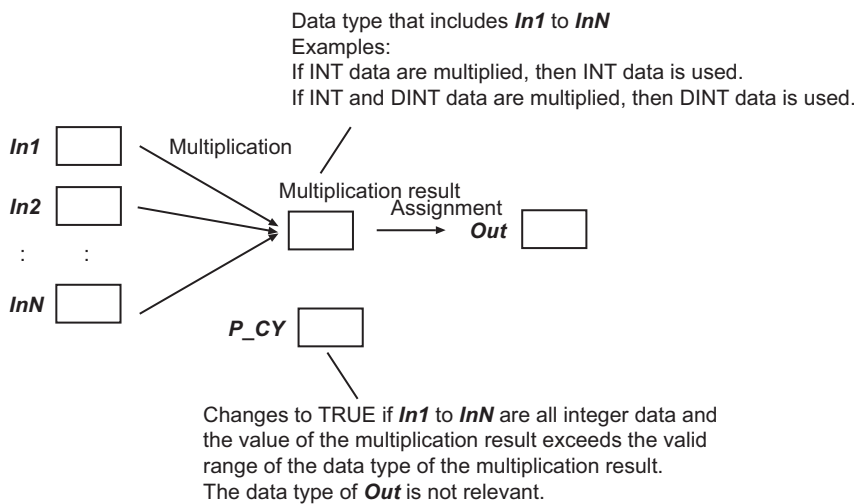 Data type that includes In1 to InN
Examples:
If INT data are multiplied, then INT data is used.
If INT and DINT data are multiplied, then DINT data is used.
In1
Multiplication
In2
Multiplication result
Assignment
Out
: :
InN
P_CY
Changes to TRUE if In1 to InN are all integer data and
the value of the multiplication result exceeds the valid
range of the data type of the multiplication result.
The data type of Out is not relevant.